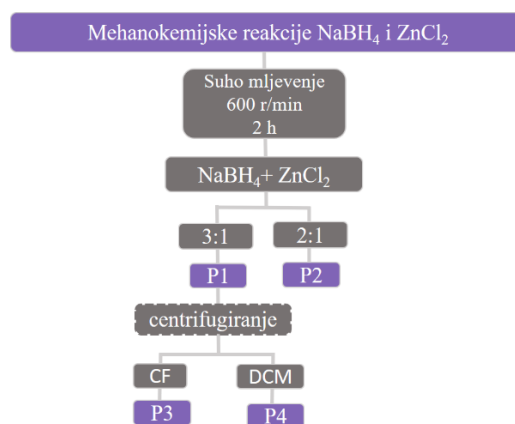 Mehanokemijske reakcije NaBH₄ i ZnCl₂
Suho mljevenje
600 r/min
2 h
NaBH₄+ ZnCl₂
3:1
2:1
P1
P2
centrifugiranje
CF
DCM
P3
P4